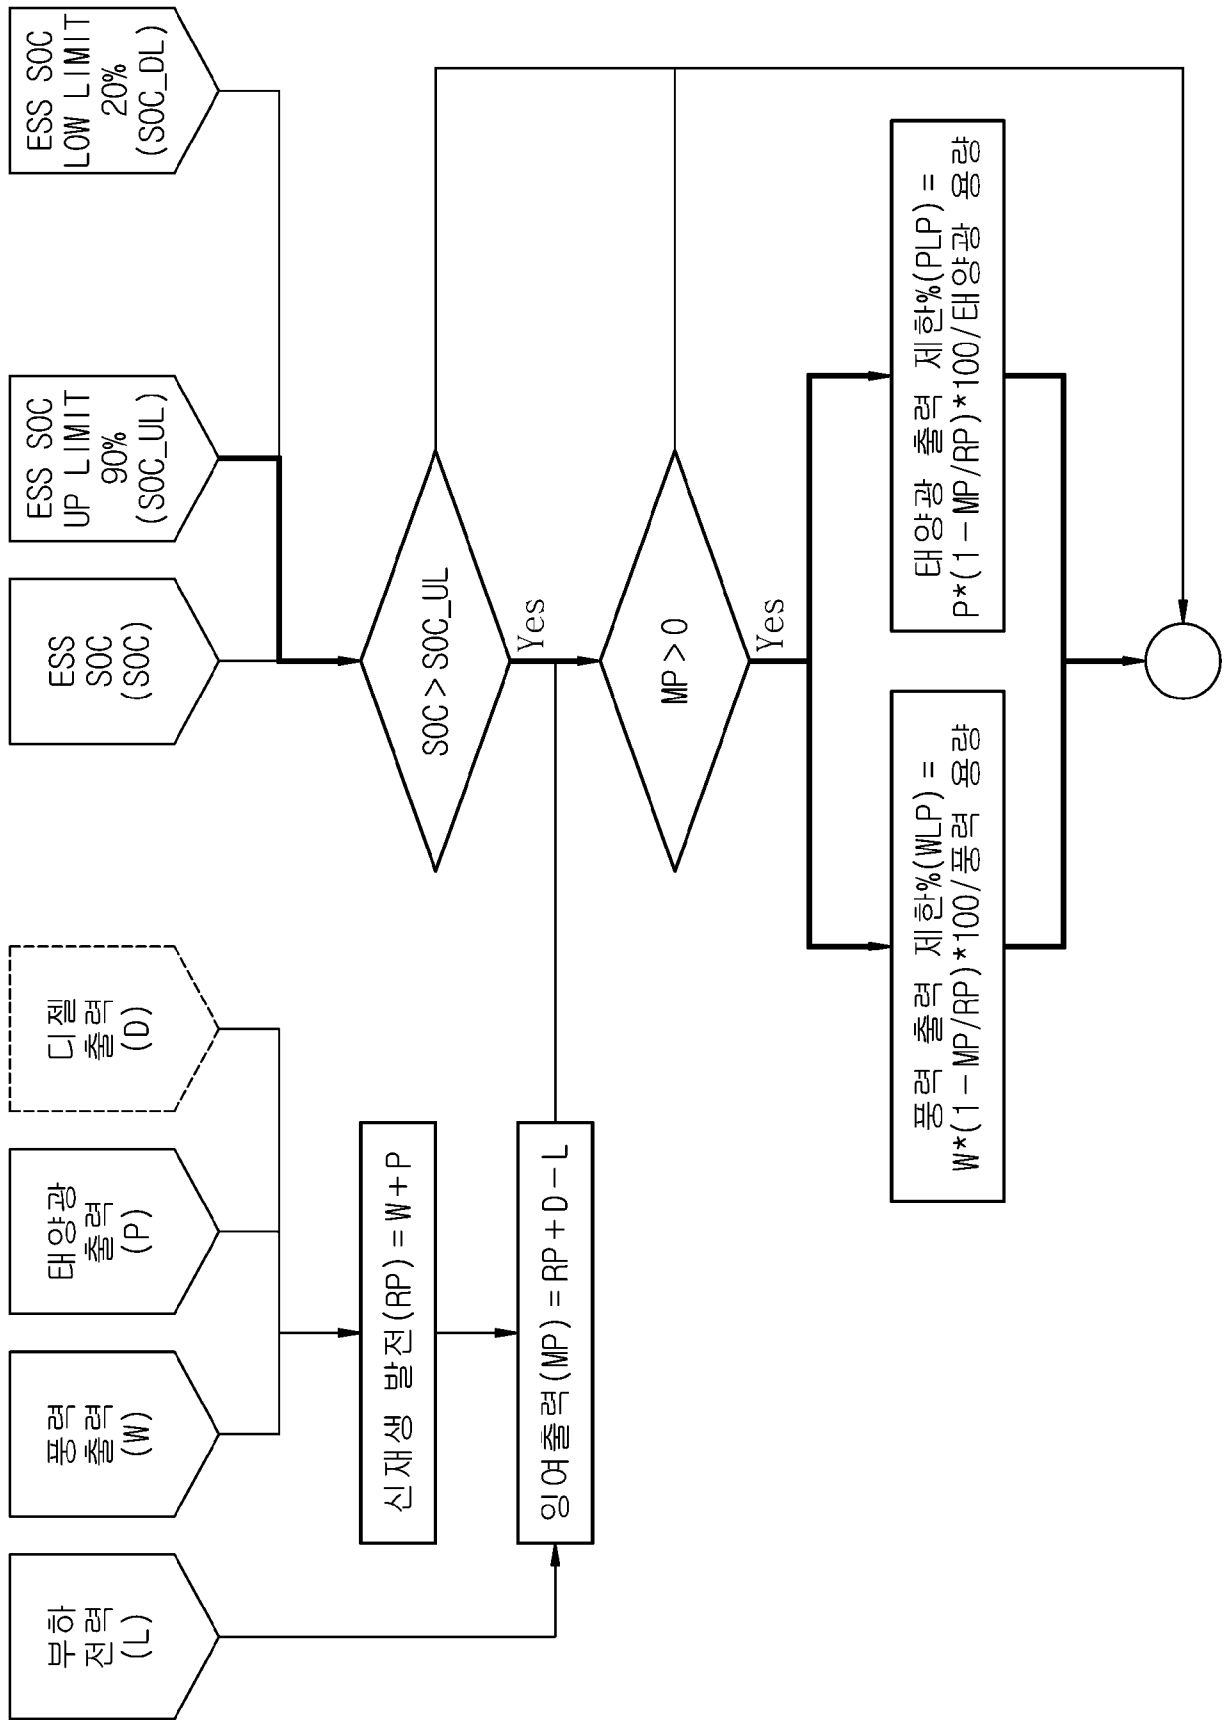 부하
전력
(L)
풍력
출력
(W)
태양광
출력
(P)
디젤
출력
(D)
ESS
SOC
(SOC)
ESS SOC
UP LIMIT
90%
(SOC_UL)
ESS SOC
LOW LIMIT
20%
(SOC_DL)
신재생 발전(RP)=W+P
잉여출력(MP)=RP+D-L
SOC>SOC_UL
Yes
MP>0
Yes
풍력 출력 제한%(WLP)=
W*(1-MP/RP)*100/풍력 용량
태양광 출력 제한%(PLP)=
P*(1-MP/RP)*100/태양광 용량